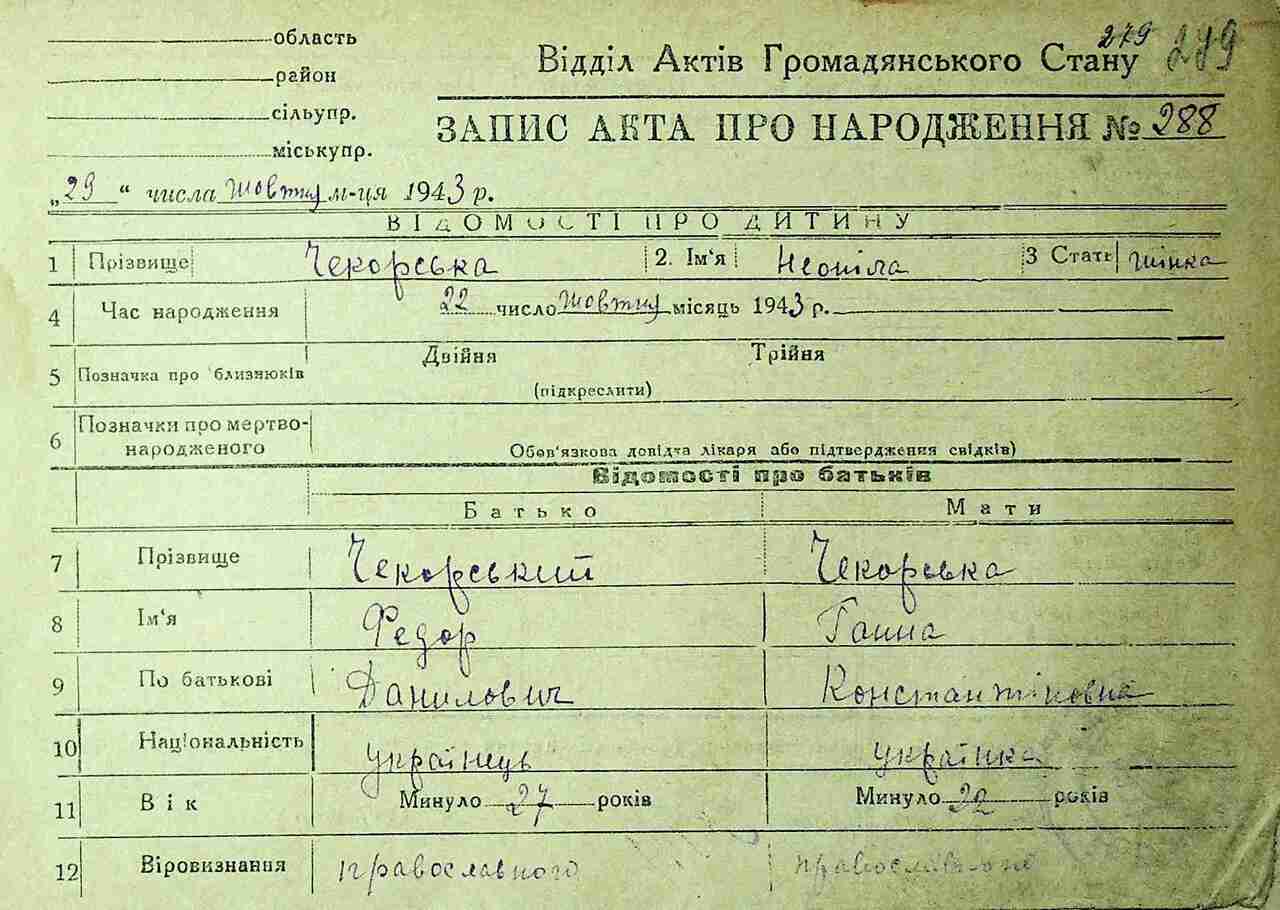 область
район
сільупр.
міськупр.
279 279
Відділ Актів Громадянського Стану
ЗАПИС АКТА ПРО НАРОДЖЕННЯ № 288
„29" числа Жовтня м-ця 1943 р.
ВІДОМОСТІ ПРО ДИТИНУ
1 Прізвище Чекорська 2. Ім'я Неоніла 3 Стать жінка
4 Час народження 22 число Жовтня місяць 1943 р.
5 Позначка про близнюків Двійня Трійня
(підкреслити)
6 Позначки про мертво-
народженого Обов'язкова довідка лікаря або підтвердження свідків)
Відомості про батьків
Батько Мати
7 Прізвище Чекорський Чекорська
8 Ім'я Федор Ганна
9 По батькові Данилович Константіновна
10 Національність українець українка
11 Вік Минуло 27 років Минуло 22 років
12 Віровизнання православного православного